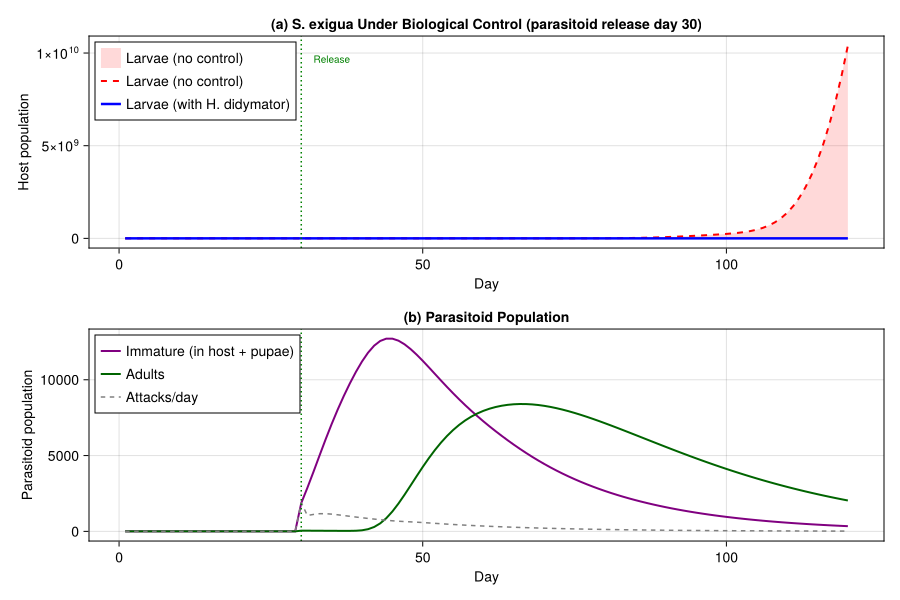 (a) S. exigua Under Biological Control (parasitoid release day 30)
Host population
1×10¹⁰
5×10⁹
0
Larvae (no control)
Larvae (no control)
Larvae (with H. didymator)
Release
0
50
100
Day
(b) Parasitoid Population
Parasitoid population
10000
5000
0
Immature (in host + pupae)
Adults
Attacks/day
0
50
100
Day